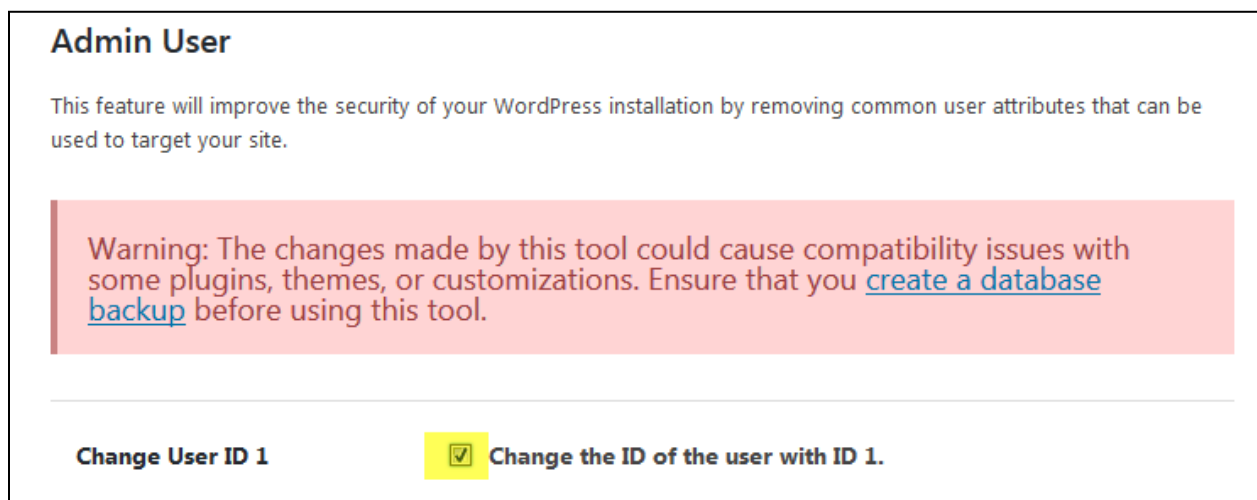 Admin User
This feature will improve the security of your WordPress installation by removing common user attributes that can be
used to target your site.
Warning: The changes made by this tool could cause compatibility issues with
some plugins, themes, or customizations. Ensure that you create a database
backup before using this tool.
Change User ID 1 Change the ID of the user with ID 1.